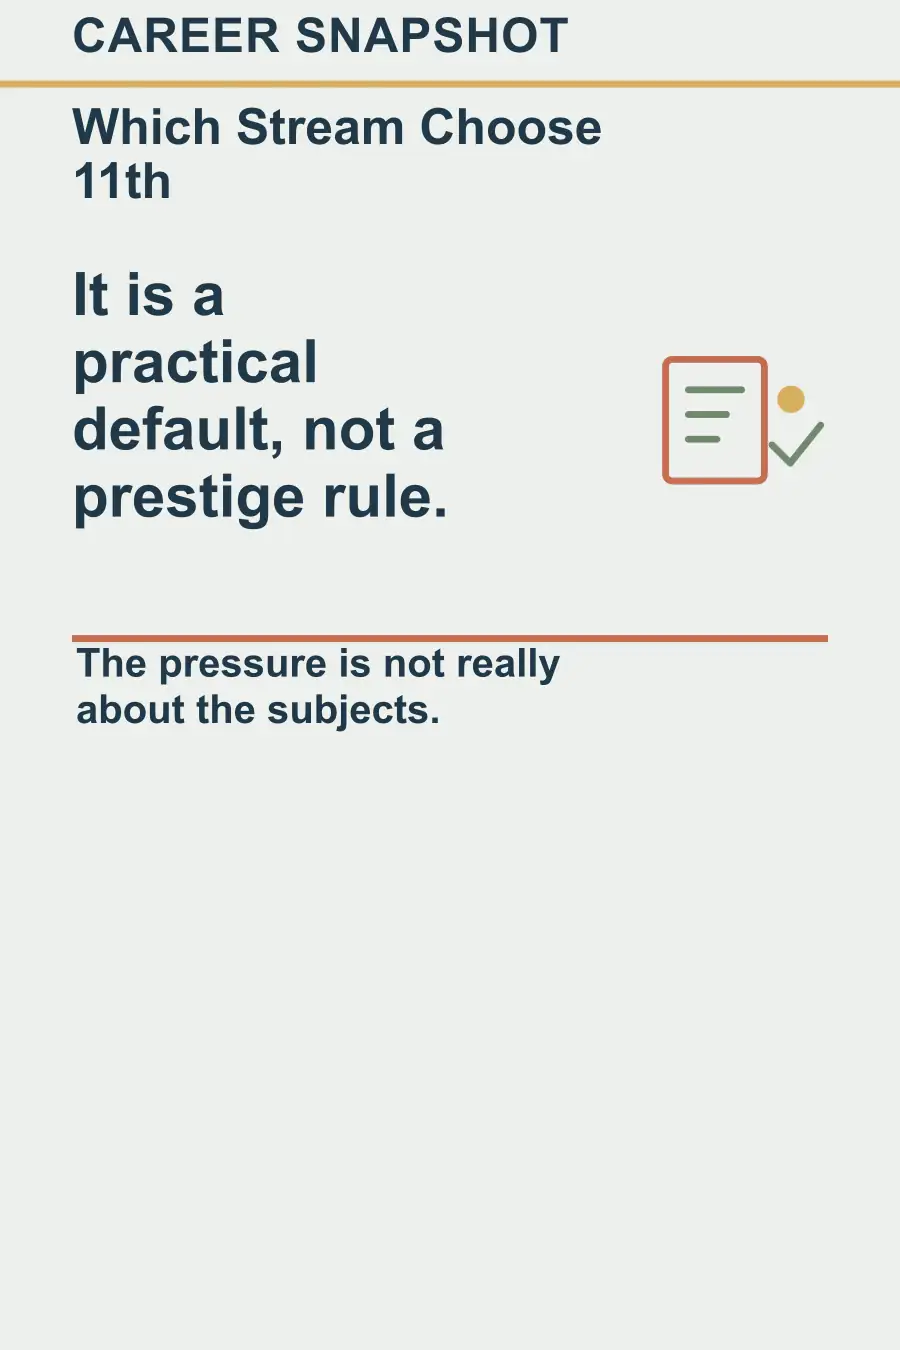 CAREER SNAPSHOT
Which Stream Choose
11th
It is a
practical
default, not a
prestige rule.
The pressure is not really
about the subjects.